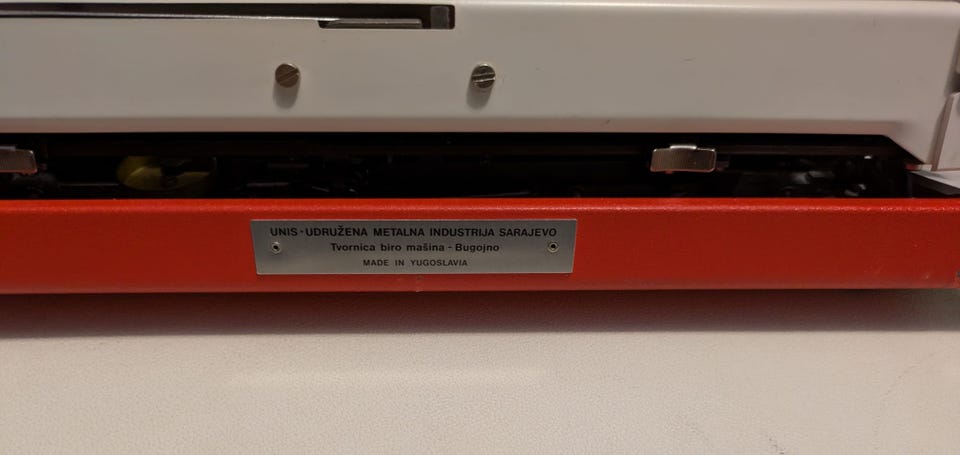 UNIS-UDRUŽENA METALNA INDUSTRIJA SARAJEVO
Tvornica biro mašina - Bugojno
MADE IN YUGOSLAVIA